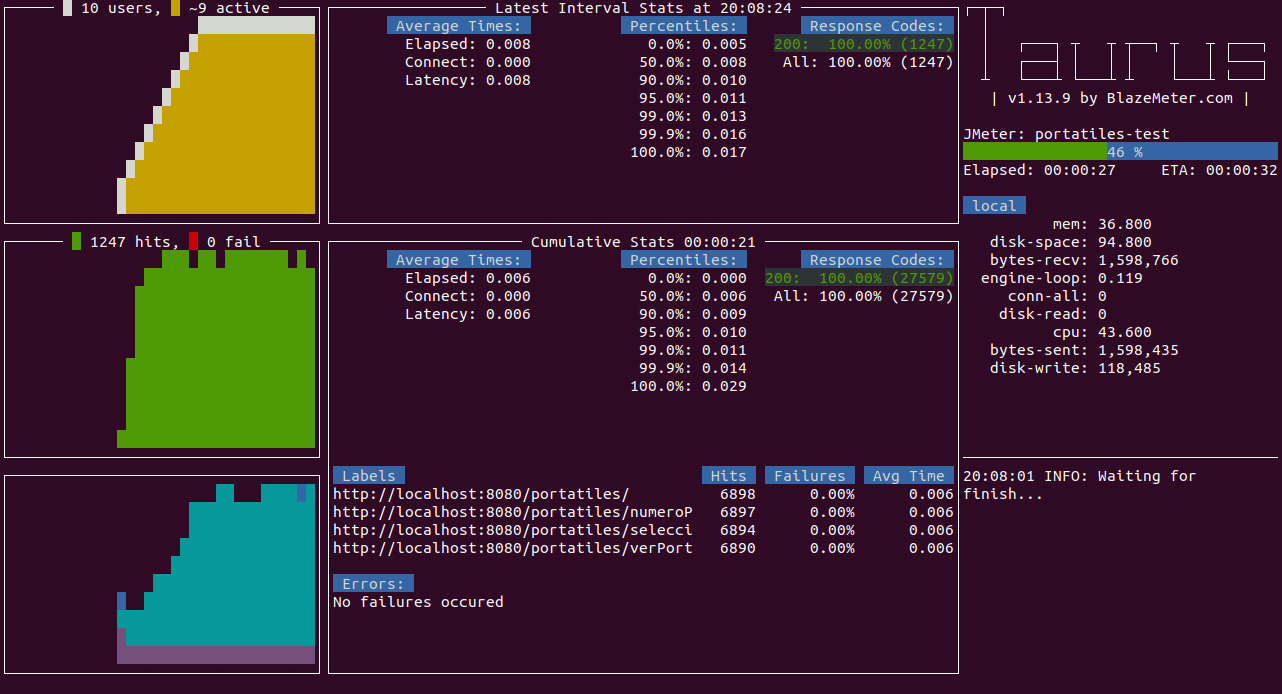 10 users, ~9 active
Latest Interval Stats at 20:08:24
Average Times: Percentiles: Response Codes:
Elapsed: 0.008 0.0%: 0.005 200: 100.00% (1247)
Connect: 0.000 50.0%: 0.008 All: 100.00% (1247)
Latency: 0.008 90.0%: 0.010
95.0%: 0.011
99.0%: 0.013
99.9%: 0.016
100.0%: 0.017
Taurus
| v1.13.9 by BlazeMeter.com |
JMeter: portatiles-test
46 %
Elapsed: 00:00:27 ETA: 00:00:32
local
mem: 36.800
disk-space: 94.800
bytes-recv: 1,598,766
engine-loop: 0.119
conn-all: 0
disk-read: 0
cpu: 43.600
bytes-sent: 1,598,435
disk-write: 118,485
1247 hits, 0 fail
Cumulative Stats 00:00:21
Average Times: Percentiles: Response Codes:
Elapsed: 0.006 0.0%: 0.000 200: 100.00% (27579)
Connect: 0.000 50.0%: 0.006 All: 100.00% (27579)
Latency: 0.006 90.0%: 0.009
95.0%: 0.010
99.0%: 0.011
99.9%: 0.014
100.0%: 0.029
Labels Hits Failures Avg Time
http://localhost:8080/portatiles/ 6898 0.00% 0.006
http://localhost:8080/portatiles/numeroP 6897 0.00% 0.006
http://localhost:8080/portatiles/selecci 6894 0.00% 0.006
http://localhost:8080/portatiles/verPort 6890 0.00% 0.006
Errors:
No failures occured
20:08:01 INFO: Waiting for
finish...